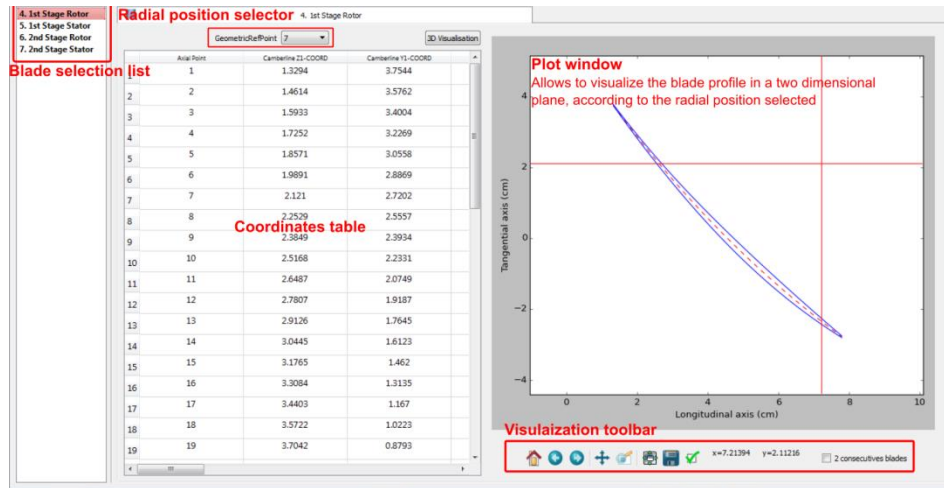 4. 1st Stage Rotor
5. 1st Stage Stator
6. 2nd Stage Rotor
7. 2nd Stage Stator
Blade selection list
Radial position selector
4. 1st Stage Rotor
GeometricRefPoint 7
3D Visualisation
Axial Point Camberline Z1-COORD Camberline Y1-COORD
1 1 1.3294 3.7544
2 2 1.4614 3.5762
3 3 1.5933 3.4004
4 4 1.7252 3.2269
5 5 1.8571 3.0558
6 6 1.9891 2.8869
7 7 2.121 2.7202
8 8 2.2529 2.5557
Coordinates table
9 9 2.3849 2.3934
10 10 2.5168 2.2331
11 11 2.6487 2.0749
12 12 2.7807 1.9187
13 13 2.9126 1.7645
14 14 3.0445 1.6123
15 15 3.1765 1.462
16 16 3.3084 1.3135
17 17 3.4403 1.167
18 18 3.5722 1.0223
19 19 3.7042 0.8793
Plot window
Allows to visualize the blade profile in a two dimensional
plane, according to the radial position selected
4
2
0
−2
−4
Tangential axis (cm)
0 2 4 6 8 10
Longitudinal axis (cm)
Visulaization toolbar
x=7.21394 y=2.11216
2 consecutives blades